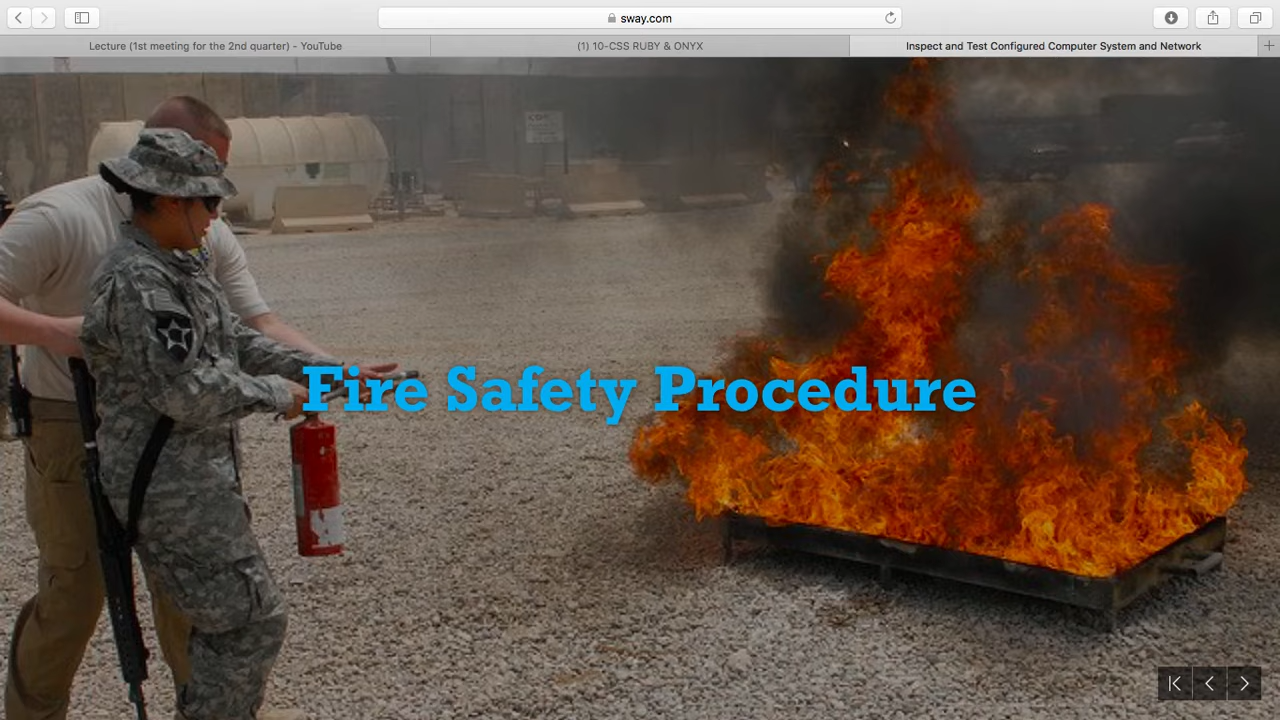 sway.com
Lecture (1st meeting for the 2nd quarter) - YouTube
(1) 10-CSS RUBY & ONYX
Inspect and Test Configured Computer System and Network
Fire Safety Procedure